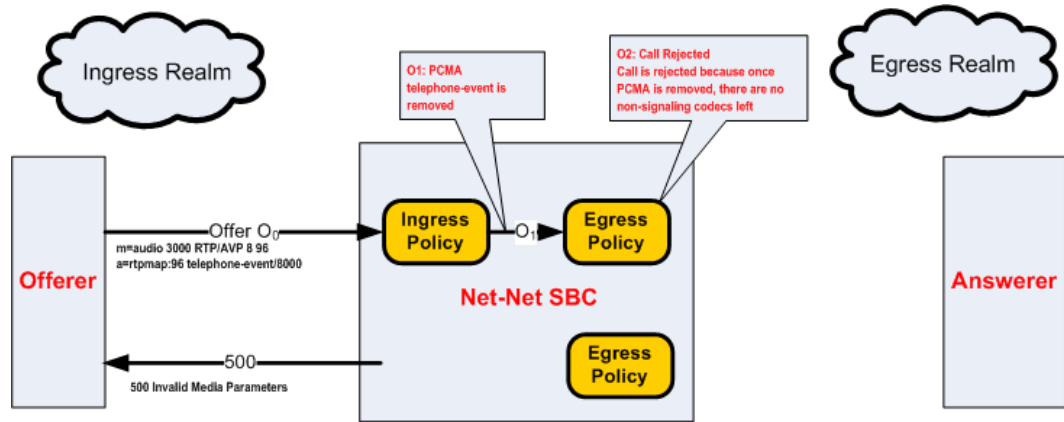 Ingress Realm
O1: PCMA
telephone-event is
removed
O2: Call Rejected
Call is rejected because once
PCMA is removed, there are no
non-signaling codecs left
Egress Realm
Offerer
Offer O₀
m=audio 3000 RTP/AVP 8 96
a=rtpmap:96 telephone-event/8000
Ingress
Policy
O₁
Egress
Policy
Net-Net SBC
Answerer
500
500 Invalid Media Parameters
Egress
Policy